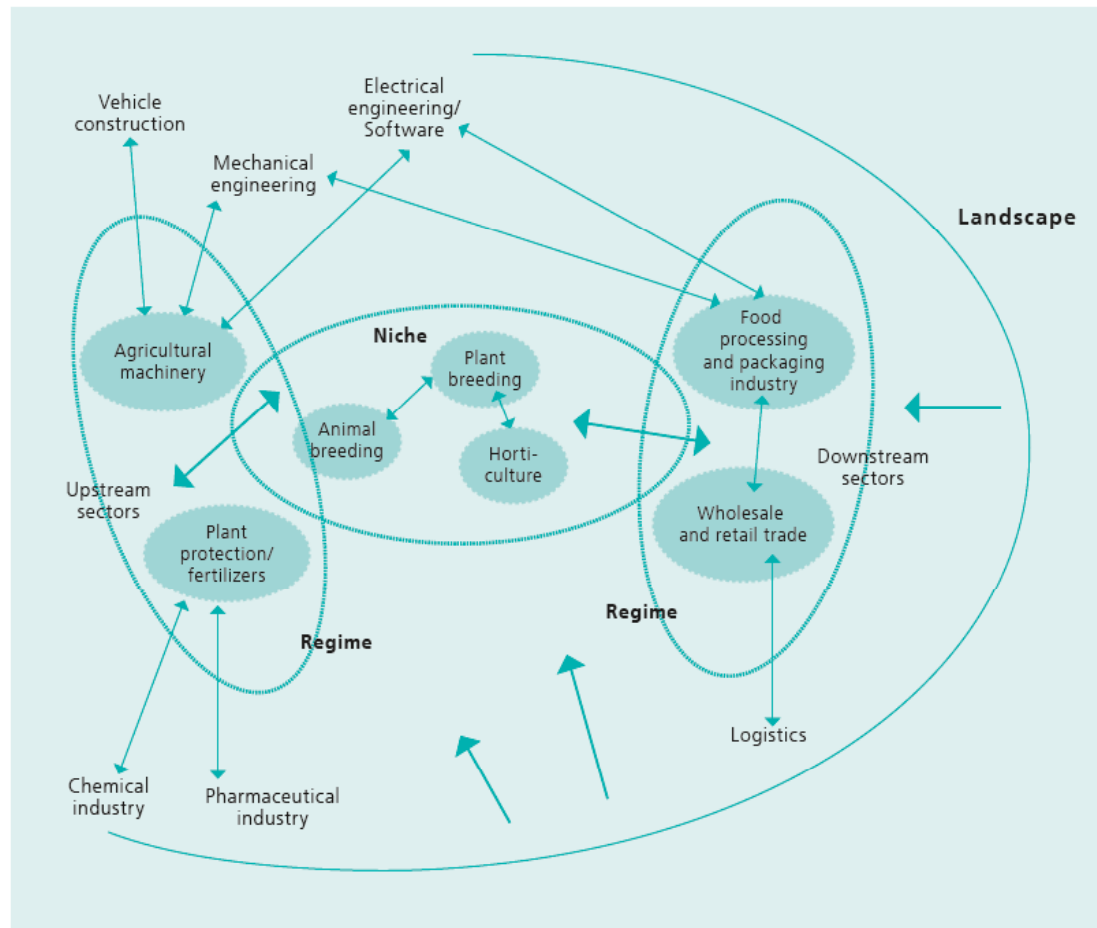 Electrical
engineering/
Software
Vehicle
construction
Mechanical
engineering
Landscape
Agricultural
machinery
Niche
Plant
breeding
Animal
breeding
Horti-
culture
Food
processing
and packaging
industry
Downstream
sectors
Wholesale
and retail trade
Upstream
sectors
Plant
protection/
fertilizers
Regime
Regime
Logistics
Chemical
industry
Pharmaceutical
industry